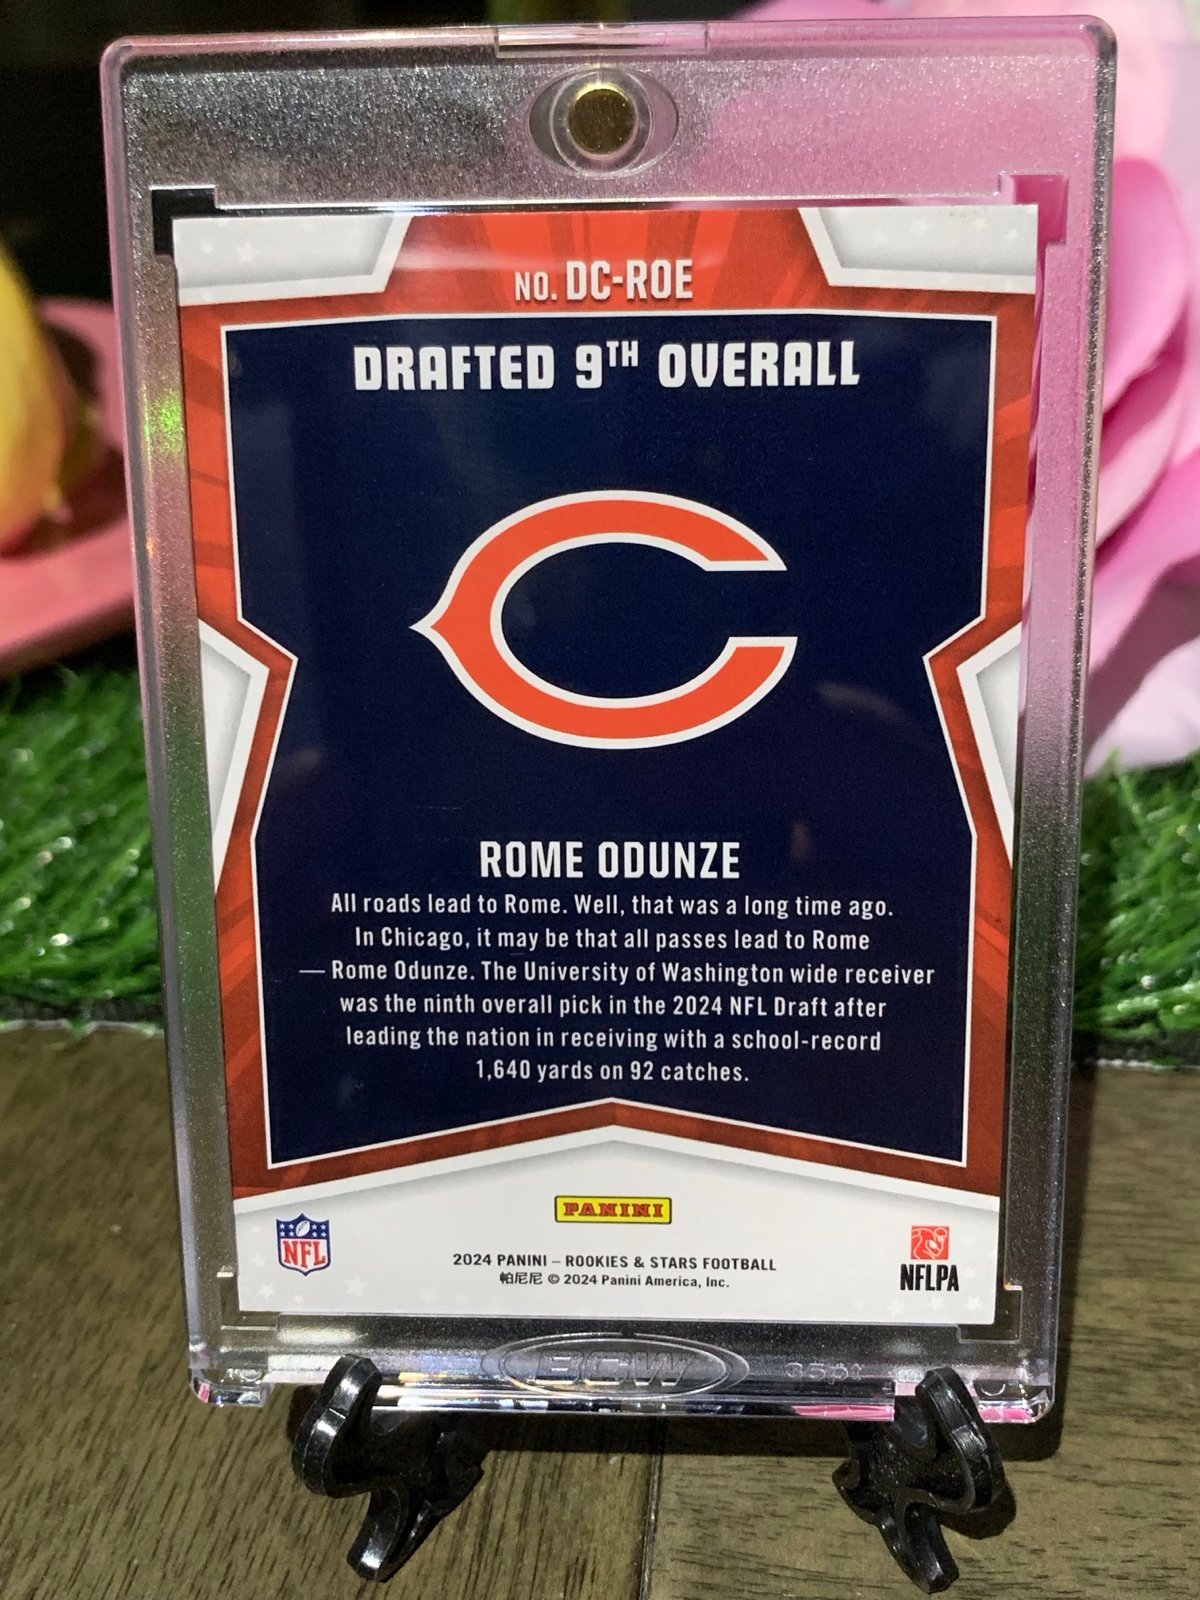 NO. DC-ROE
DRAFTED 9TH OVERALL
ROME ODUNZE
All roads lead to Rome. Well, that was a long time ago.
In Chicago, it may be that all passes lead to Rome
— Rome Odunze. The University of Washington wide receiver
was the ninth overall pick in the 2024 NFL Draft after
leading the nation in receiving with a school-record
1,640 yards on 92 catches.
PANINI
NFL
2024 PANINI – ROOKIES & STARS FOOTBALL
帕尼尼 © 2024 Panini America, Inc.
NFLPA
BCW
35pt